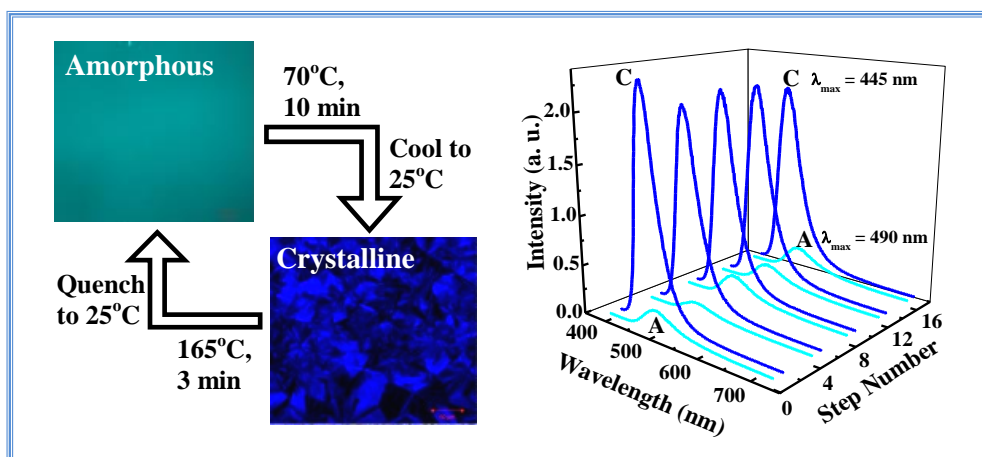 Amorphous
70°C,
10 min
Cool to
25°C
Crystalline
Quench
to 25°C
165°C,
3 min
C
C
λmax = 445 nm
A
λmax = 490 nm
A
Intensity (a. u.)
2.0
1.5
1.0
0.5
0.0
400
500
600
700
Wavelength (nm)
0
4
8
12
16
Step Number